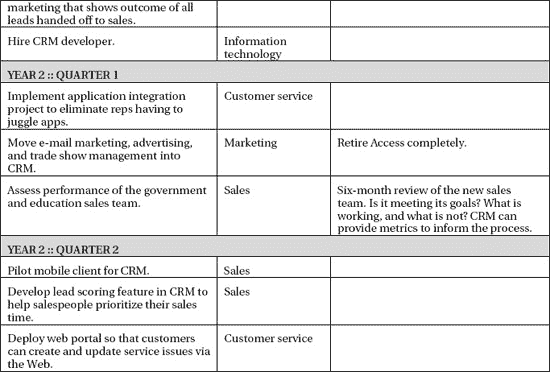 marketing that shows outcome of all
leads handed off to sales.
Hire CRM developer.
Information
technology
YEAR 2 :: QUARTER 1
Implement application integration
project to eliminate reps having to
juggle apps.
Customer service
Move e-mail marketing, advertising,
and trade show management into
CRM.
Marketing
Retire Access completely.
Assess performance of the government
and education sales team.
Sales
Six-month review of the new sales
team. Is it meeting its goals? What is
working, and what is not? CRM can
provide metrics to inform the process.
YEAR 2 :: QUARTER 2
Pilot mobile client for CRM.
Sales
Develop lead scoring feature in CRM to
help salespeople prioritize their sales
time.
Sales
Deploy web portal so that customers
can create and update service issues via
the Web.
Customer service